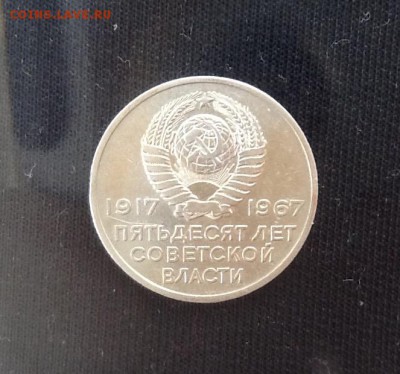 COINS.LAVE.RU
1917 1967
ПЯТЬДЕСЯТ ЛЕТ
СОВЕТСКОЙ
ВЛАСТИ